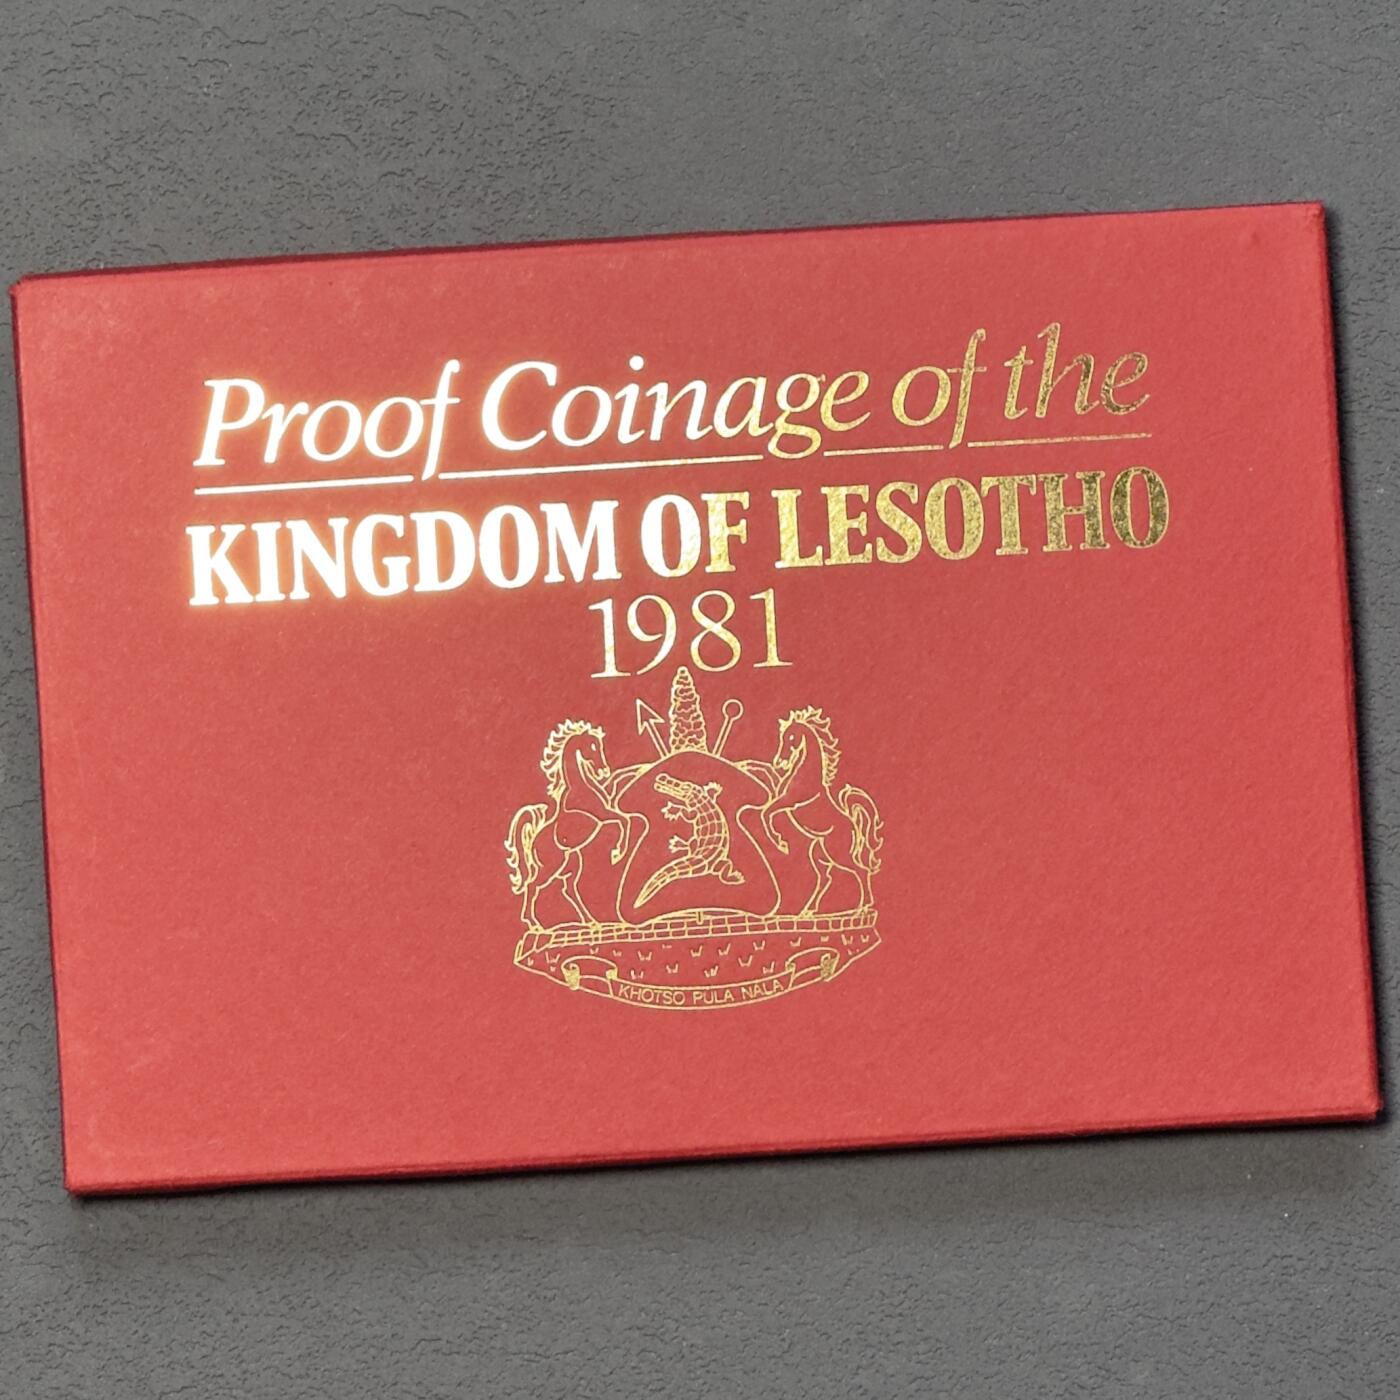 Proof Coinage of the
KINGDOM OF LESOTHO
1981
KHOTSO PULA NALA